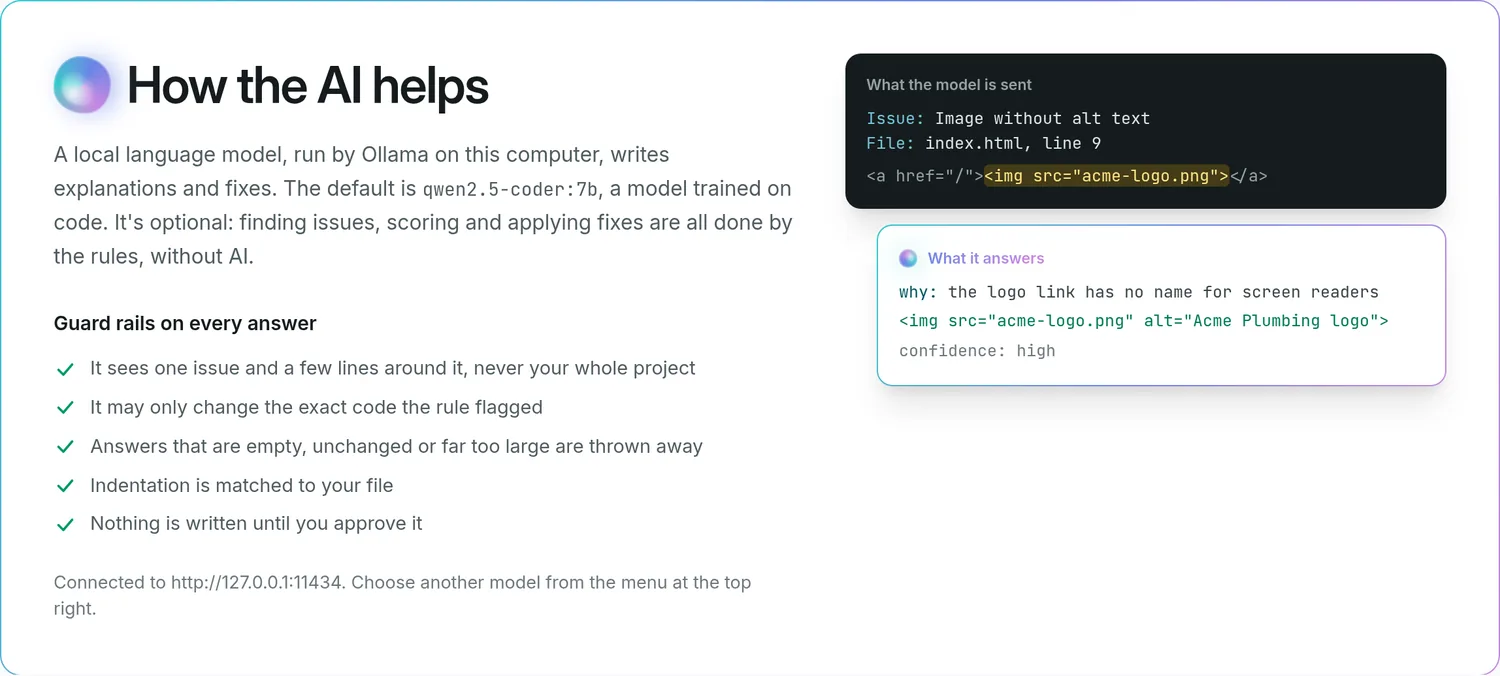 How the AI helps
A local language model, run by Ollama on this computer, writes
explanations and fixes. The default is qwen2.5-coder:7b, a model trained on
code. It's optional: finding issues, scoring and applying fixes are all done by
the rules, without AI.
Guard rails on every answer
It sees one issue and a few lines around it, never your whole project
It may only change the exact code the rule flagged
Answers that are empty, unchanged or far too large are thrown away
Indentation is matched to your file
Nothing is written until you approve it
Connected to http://127.0.0.1:11434. Choose another model from the menu at the top
right.
What the model is sent
Issue: Image without alt text
File: index.html, line 9
<a href="/"><img src="acme-logo.png"></a>
What it answers
why: the logo link has no name for screen readers
<img src="acme-logo.png" alt="Acme Plumbing logo">
confidence: high